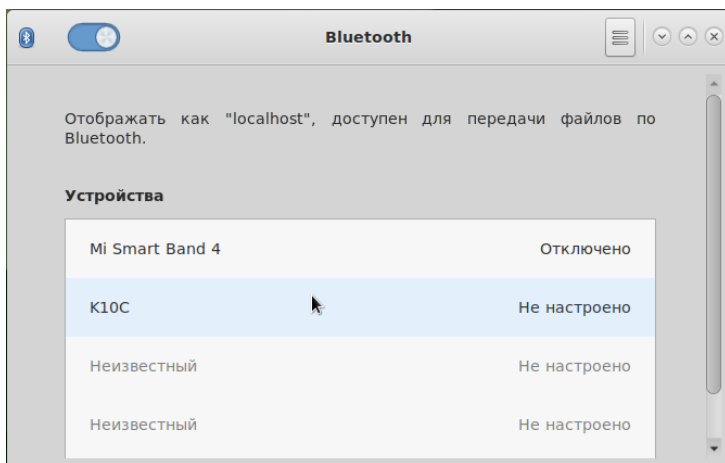 Bluetooth
Отображать как "localhost", доступен для передачи файлов по
Bluetooth.
Устройства
Mi Smart Band 4 Отключено
K10C Не настроено
Неизвестный Не настроено
Неизвестный Не настроено